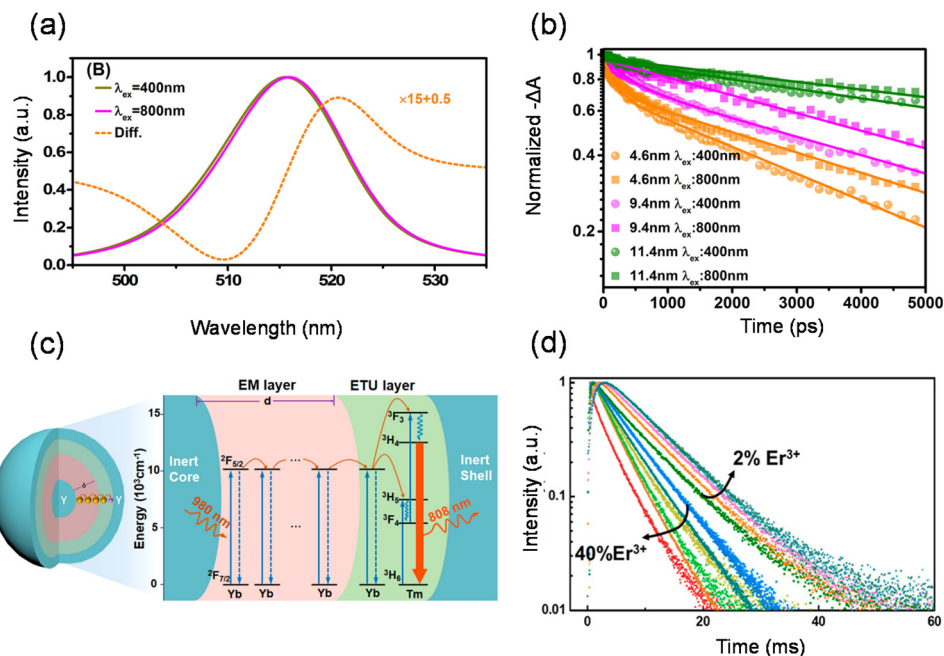 (a)
(B)
λex=400nm
λex=800nm
Diff.
×15+0.5
Intensity (a.u.)
1.0
0.8
0.6
0.4
0.2
0.0
500
510
520
530
Wavelength (nm)
(b)
Normalized -ΔA
1
0.8
0.6
0.4
0.2
4.6nm λex:400nm
4.6nm λex:800nm
9.4nm λex:400nm
9.4nm λex:800nm
11.4nm λex:400nm
11.4nm λex:800nm
0
1000
2000
3000
4000
5000
Time (ps)
(c)
EM layer
ETU layer
d
δ
Y
Y
Energy (10³cm⁻¹)
15
10
5
0
Inert
Core
²F5/2
...
...
²F7/2
980 nm
Yb
Yb
Yb
Yb
Tm
³F3
³H4
³H5
³F4
³H6
808 nm
Inert
Shell
(d)
Intensity (a.u.)
1
0.1
0.01
2% Er³⁺
40%Er³⁺
0
20
40
60
Time (ms)